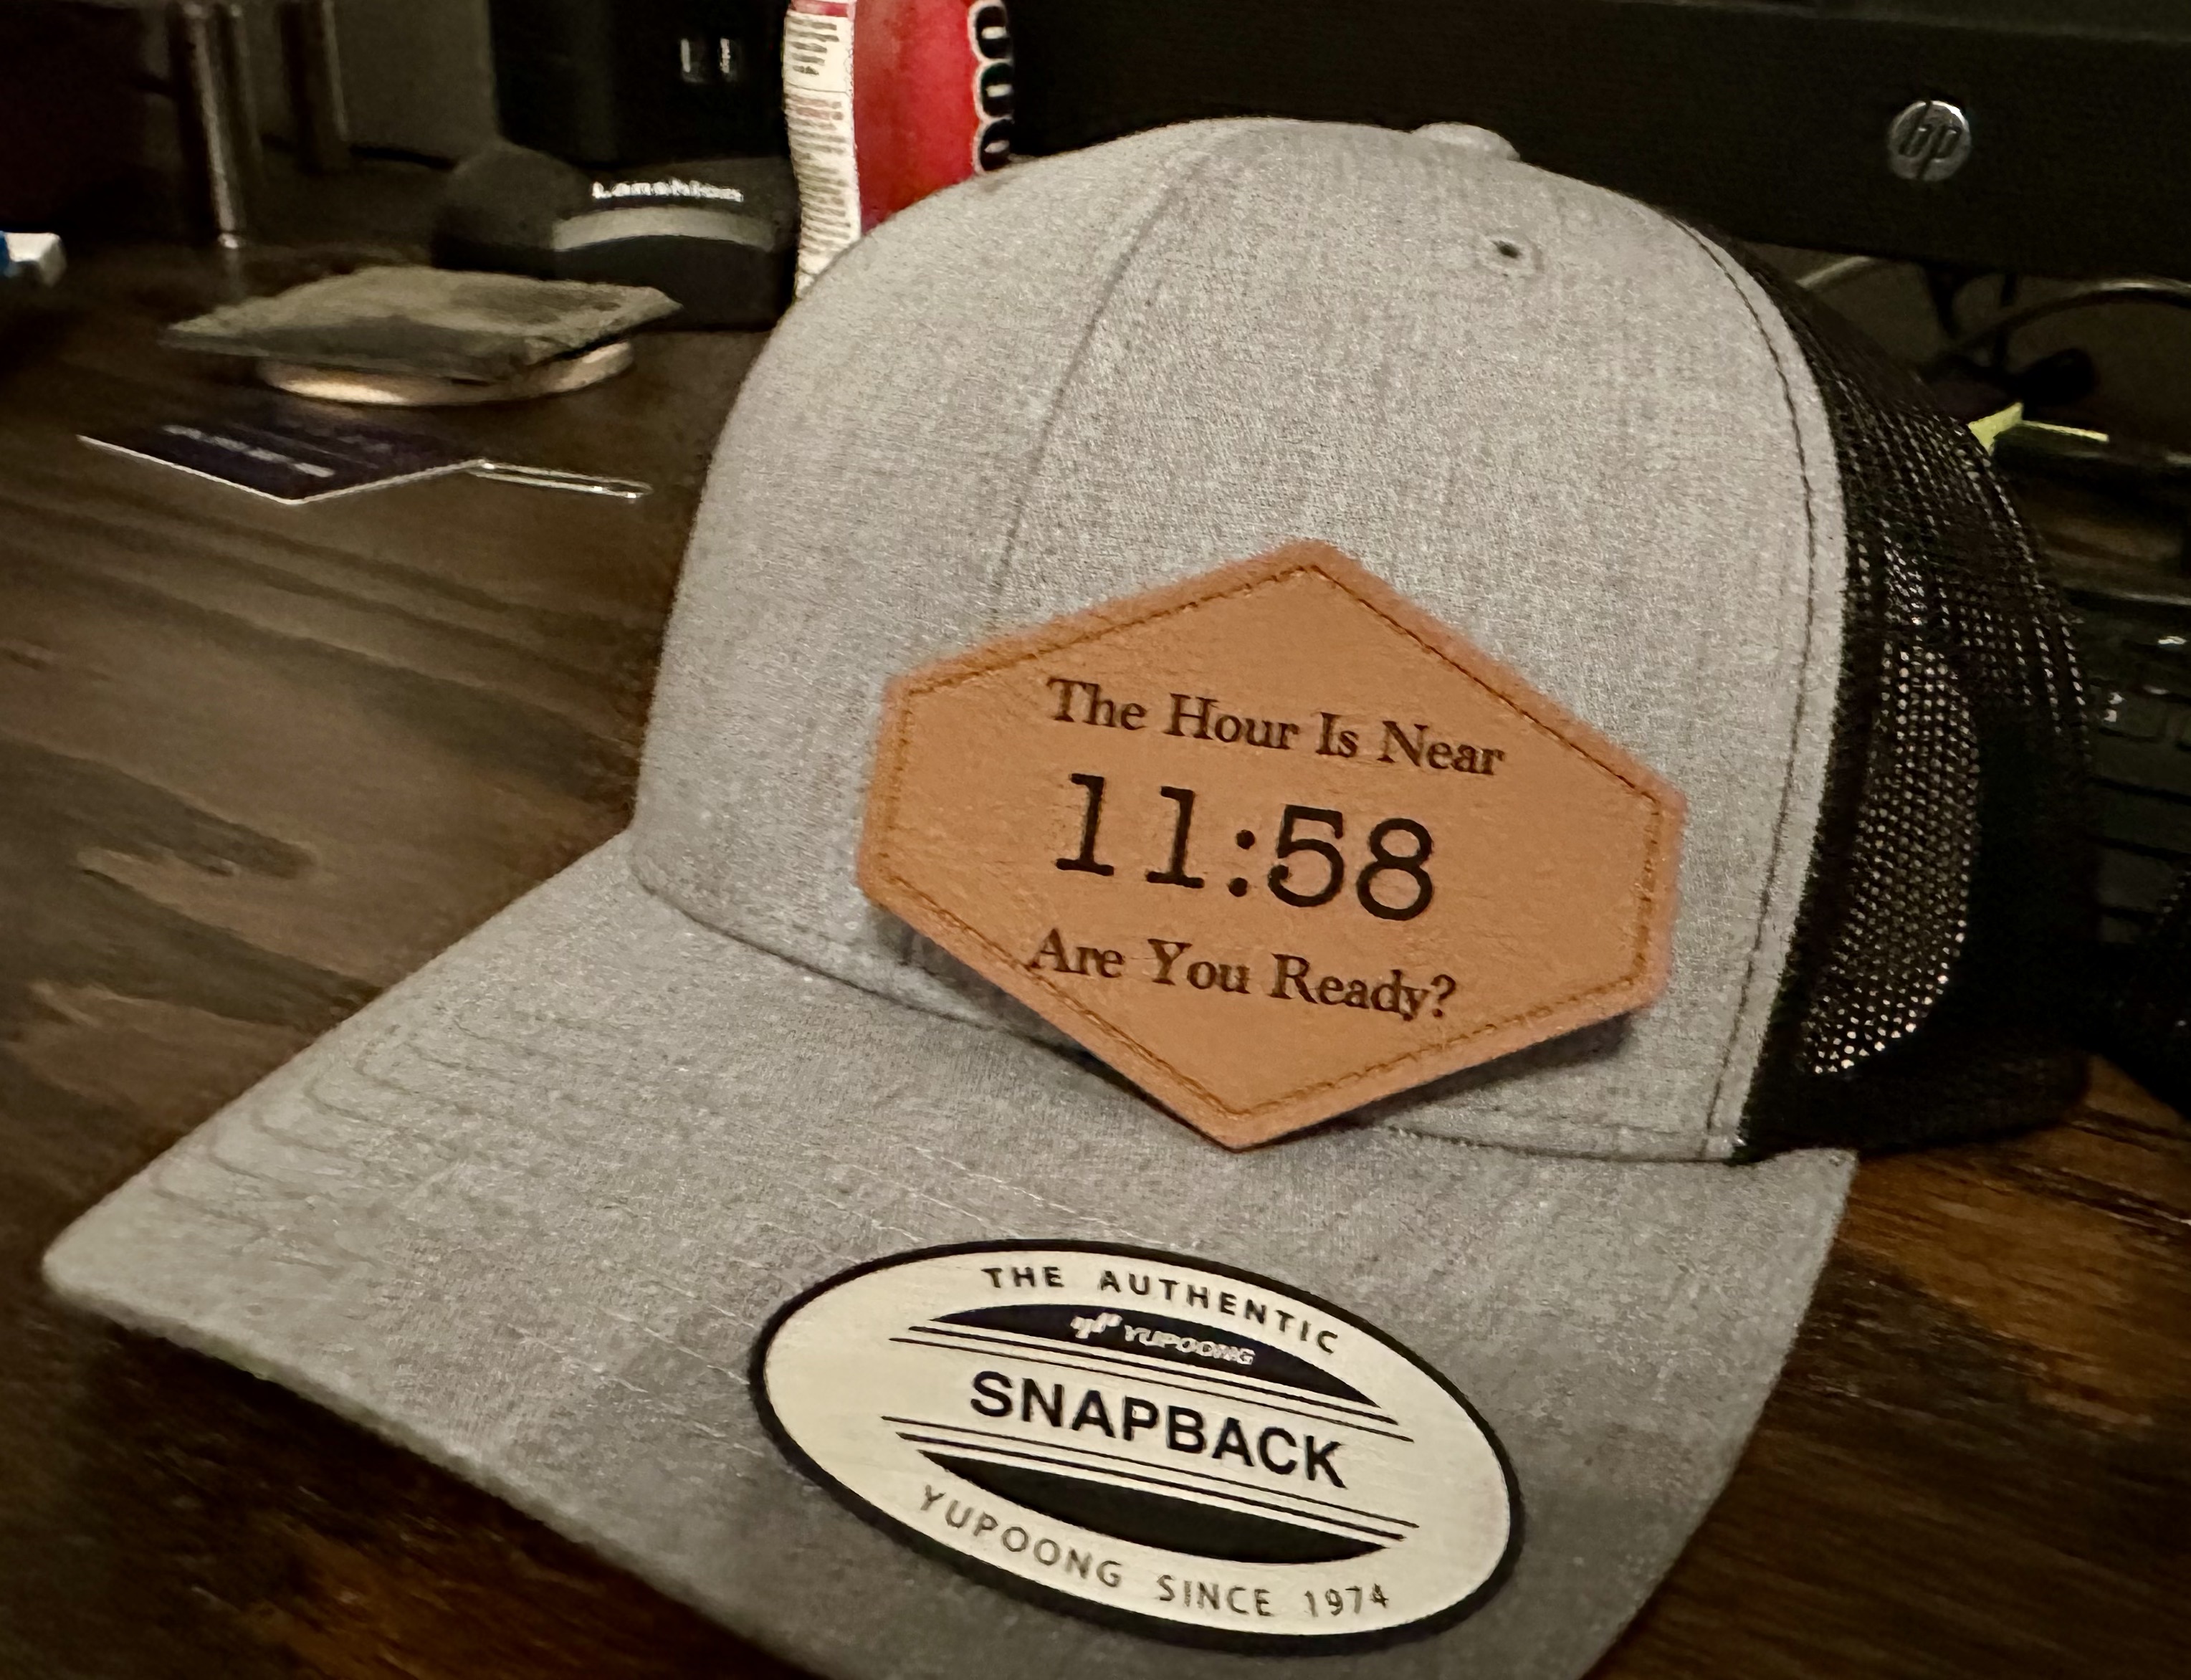 hp
The Hour Is Near
11:58
Are You Ready?
THE AUTHENTIC
YUPOONG
SNAPBACK
YUPOONG SINCE 1974